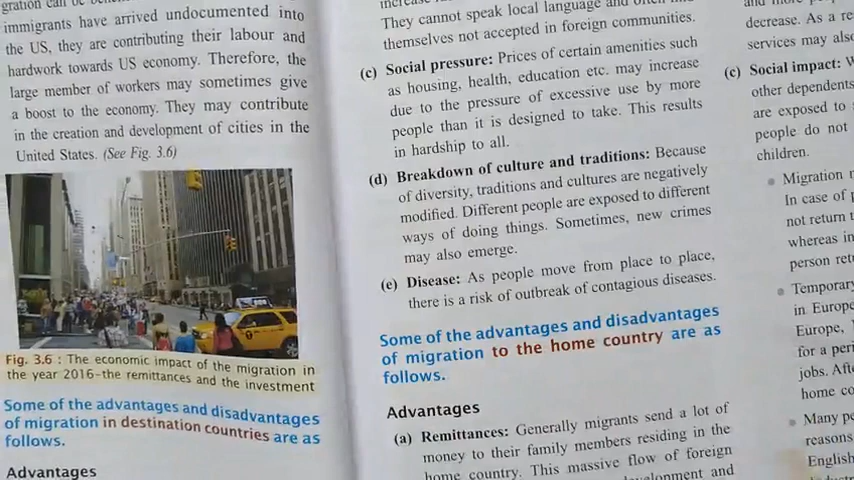 immigrants have arrived undocumented into
the US, they are contributing their labour and
hardwork towards US economy. Therefore, the
large member of workers may sometimes give
a boost to the economy. They may contribute
in the creation and development of cities in the
United States. (See Fig. 3.6)
Fig. 3.6 : The economic impact of the migration in
the year 2016-the remittances and the investment
Some of the advantages and disadvantages
of migration in destination countries are as
follows.
Advantages
They cannot speak local language and often
themselves not accepted in foreign communities.
(c) Social pressure: Prices of certain amenities such
as housing, health, education etc. may increase
due to the pressure of excessive use by more
people than it is designed to take. This results
in hardship to all.
(d) Breakdown of culture and traditions: Because
of diversity, traditions and cultures are negatively
modified. Different people are exposed to different
ways of doing things. Sometimes, new crimes
may also emerge.
(e) Disease: As people move from place to place,
there is a risk of outbreak of contagious diseases.
Some of the advantages and disadvantages
of migration to the home country are as
follows.
Advantages
(a) Remittances: Generally migrants send a lot of
money to their family members residing in the
home country. This massive flow of foreign
and
decrease. As a
services may also
(c) Social impact:
other dependents
are exposed to
people do not
children.
• Migration
In case of
not return
whereas in
person
• Temporary
in Europe
Europe,
for a
jobs.
home
• Many
reasons
English